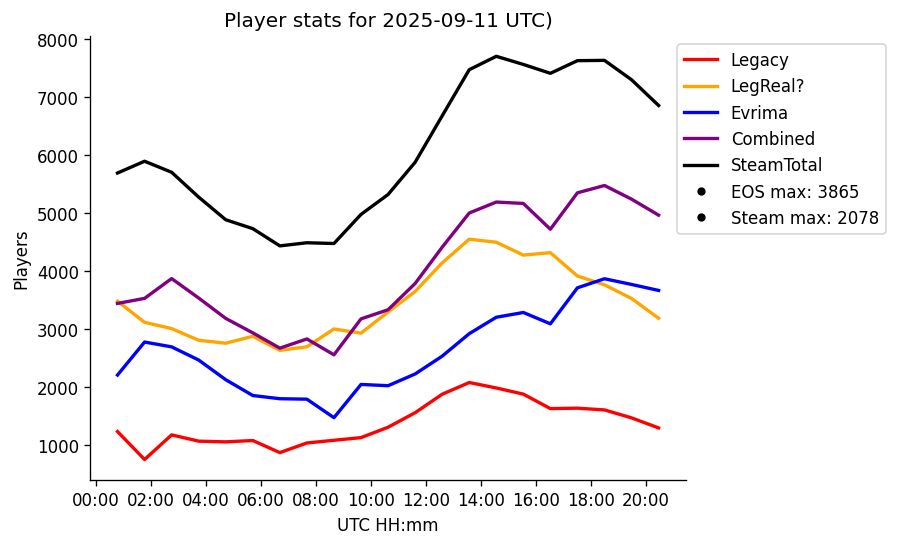 Player stats for 2025-09-11 UTC)
8000
7000
6000
5000
4000
3000
2000
1000
Players
00:00 02:00 04:00 06:00 08:00 10:00 12:00 14:00 16:00 18:00 20:00
UTC HH:mm
Legacy
LegReal?
Evrima
Combined
SteamTotal
EOS max: 3865
Steam max: 2078